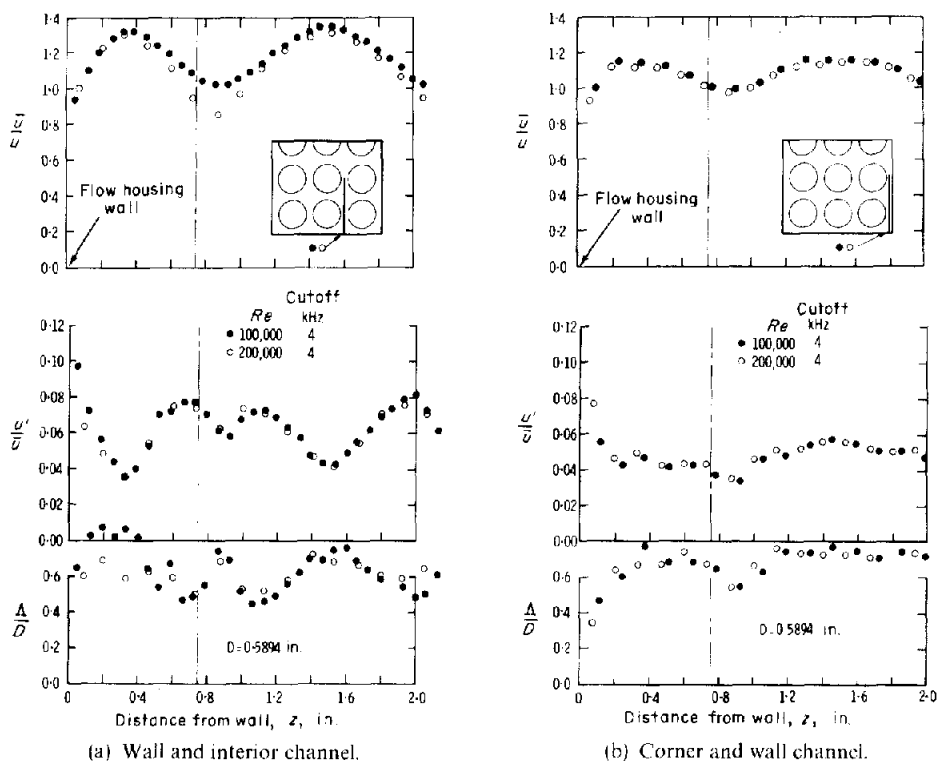 1·4
1·2
1·0
0·8
0·6
0·4
0·2
0·0
Flow housing
wall
1·4
1·2
1·0
0·8
0·6
0·4
0·2
0·0
Flow housing
wall
0·12
0·10
0·08
0·06
0·04
0·02
0·00
Cutoff
Re kHz
● 100,000 4
○ 200,000 4
0·12
0·10
0·08
0·06
0·04
0·02
0·00
Cutoff
Re kHz
● 100,000 4
○ 200,000 4
Λ/D
0·6
0·4
0·2
0·0
D=0·5894 in.
0 0·4 0·8 1·2 1·6 2·0
Distance from wall, z, in.
(a) Wall and interior channel.
Λ/D
0·6
0·4
0·2
0·0
D=0·5894 in.
0 0·4 0·8 1·2 1·6 2·0
Distance from wall, z, in.
(b) Corner and wall channel.